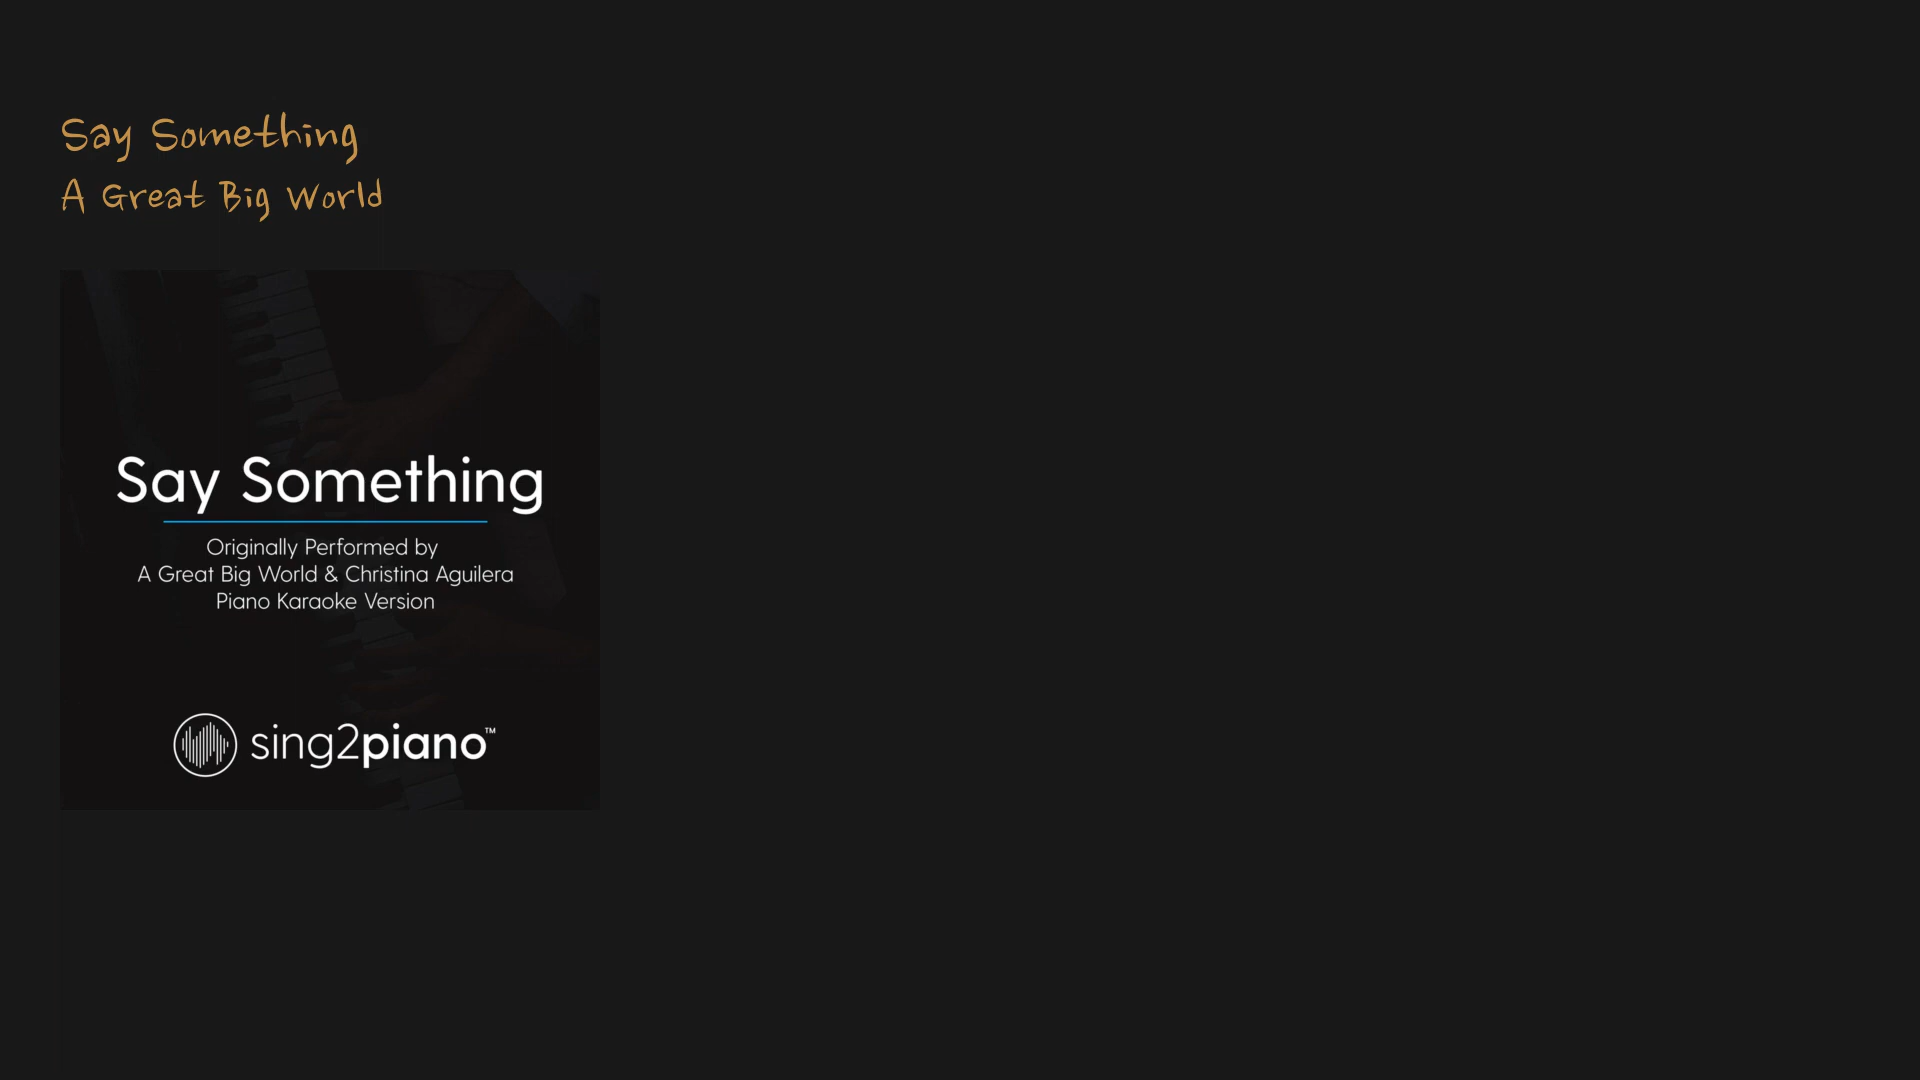 Say Something
A Great Big World
Say Something
Originally Performed by
A Great Big World & Christina Aguilera
Piano Karaoke Version
sing2piano™